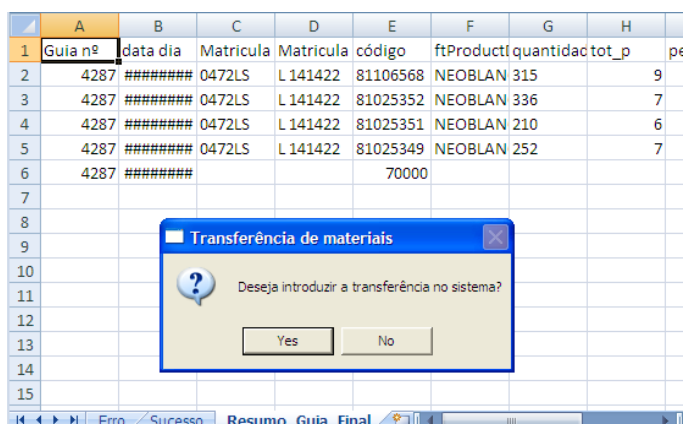 A B C D E F G H
1 Guia nº data dia Matricula Matricula código ftProductD quantidad tot_p pe
2 4287 ######## 0472LS L 141422 81106568 NEOBLAN 315 9
3 4287 ######## 0472LS L 141422 81025352 NEOBLAN 336 7
4 4287 ######## 0472LS L 141422 81025351 NEOBLAN 210 6
5 4287 ######## 0472LS L 141422 81025349 NEOBLAN 252 7
6 4287 ######## 70000
7
8
Transferência de materiais
9
10
Deseja introduzir a transferência no sistema?
11
12
Yes No
13
14
15
Erro Sucesso Resumo_Guia_Final